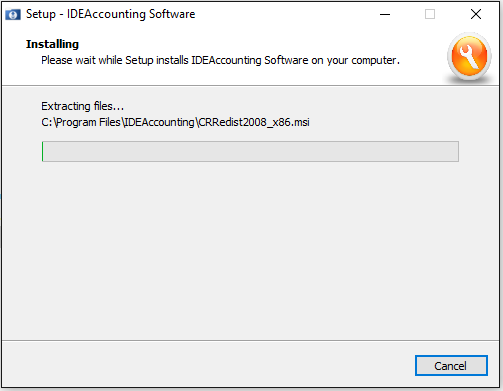 Setup - IDEAccounting Software
Installing
Please wait while Setup installs IDEAccounting Software on your computer.
Extracting files...
C:\Program Files\IDEAccounting\CRRedist2008_x86.msi
Cancel